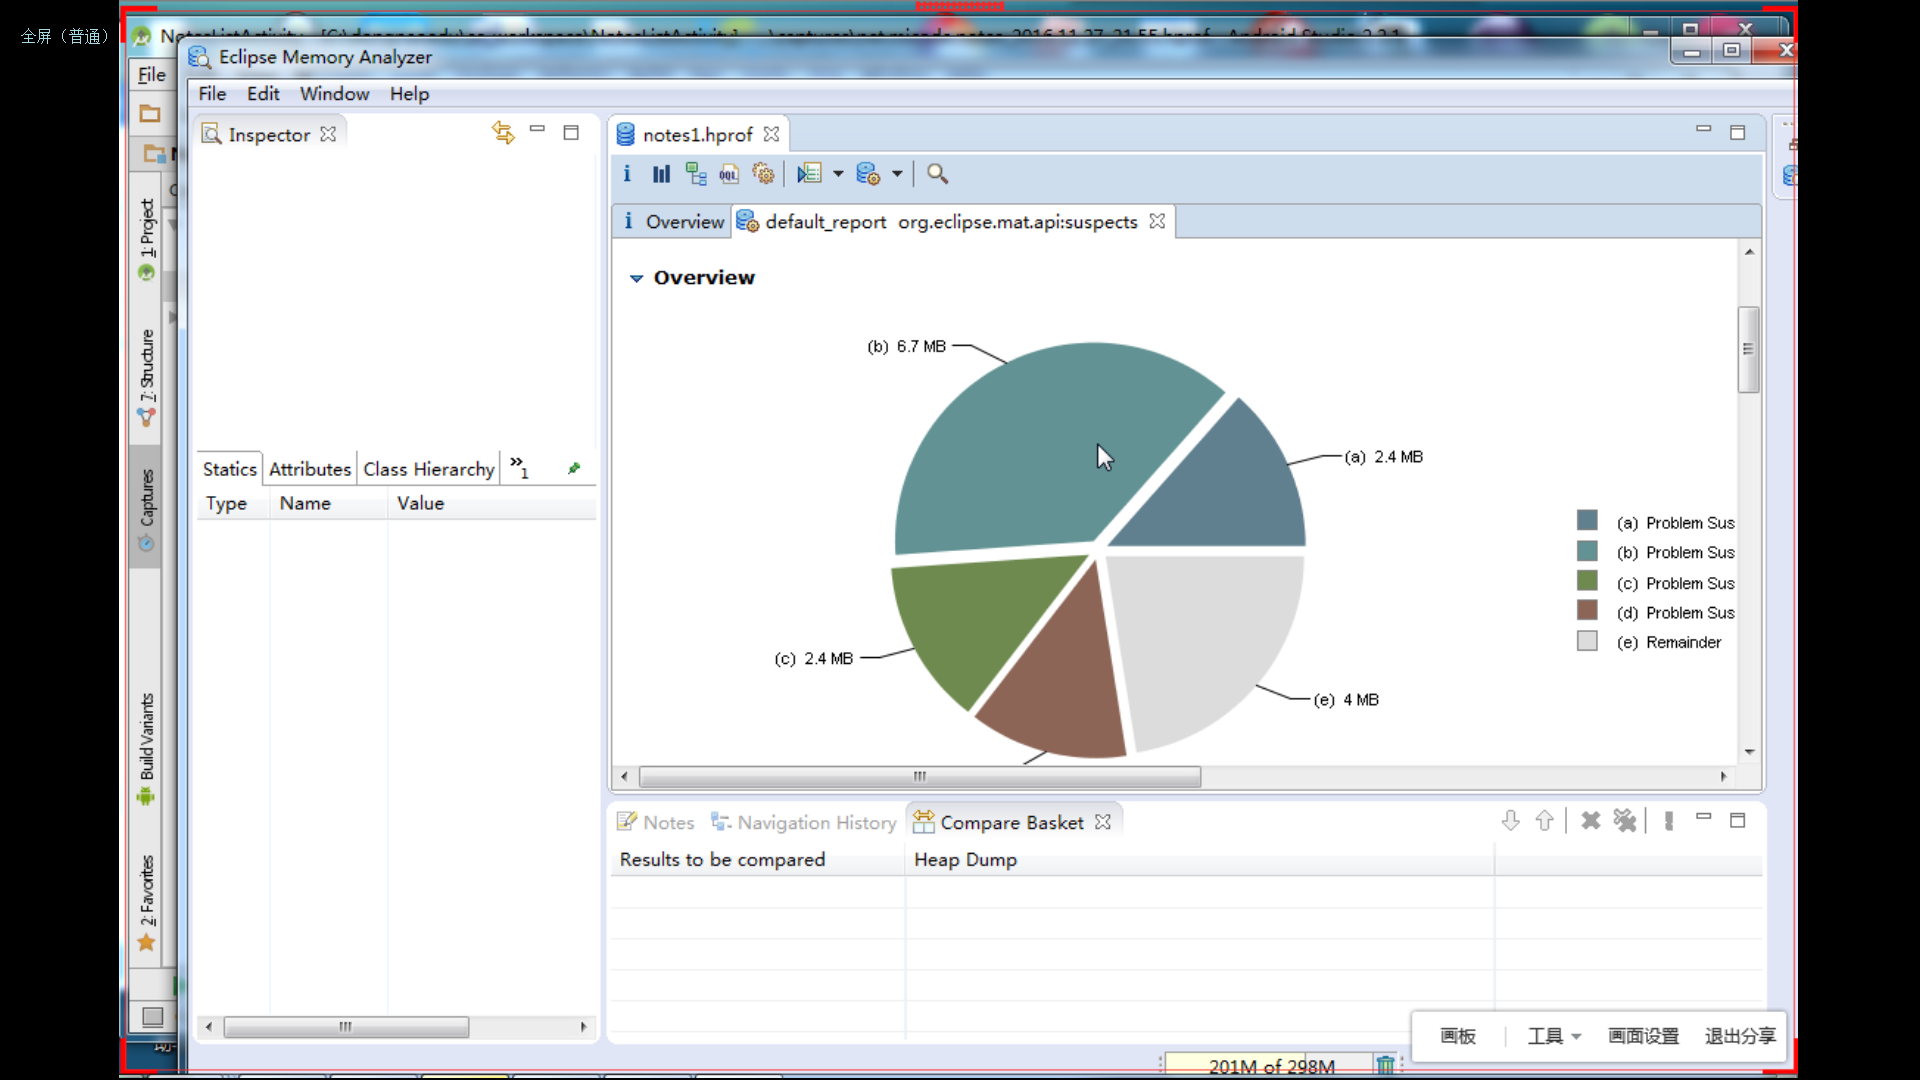 全屏（普通）
Eclipse Memory Analyzer
File
File Edit Window Help
Inspector
notes1.hprof
Overview
default_report org.eclipse.mat.api:suspects
Overview
(b) 6.7 MB
(a) 2.4 MB
(c) 2.4 MB
(e) 4 MB
(a) Problem Sus
(b) Problem Sus
(c) Problem Sus
(d) Problem Sus
(e) Remainder
1: Project
7: Structure
Captures
Build Variants
2: Favorites
Statics Attributes Class Hierarchy »1
Type Name Value
Notes Navigation History Compare Basket
Results to be compared Heap Dump
201M of 298M
画板 工具 画面设置 退出分享